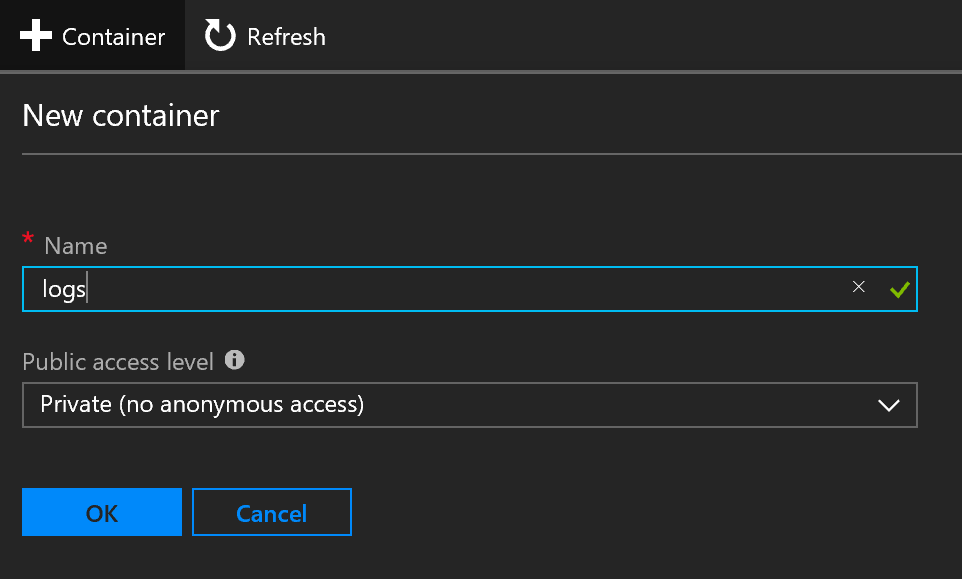 Container Refresh
New container
* Name
logs
Public access level
Private (no anonymous access)
OK Cancel